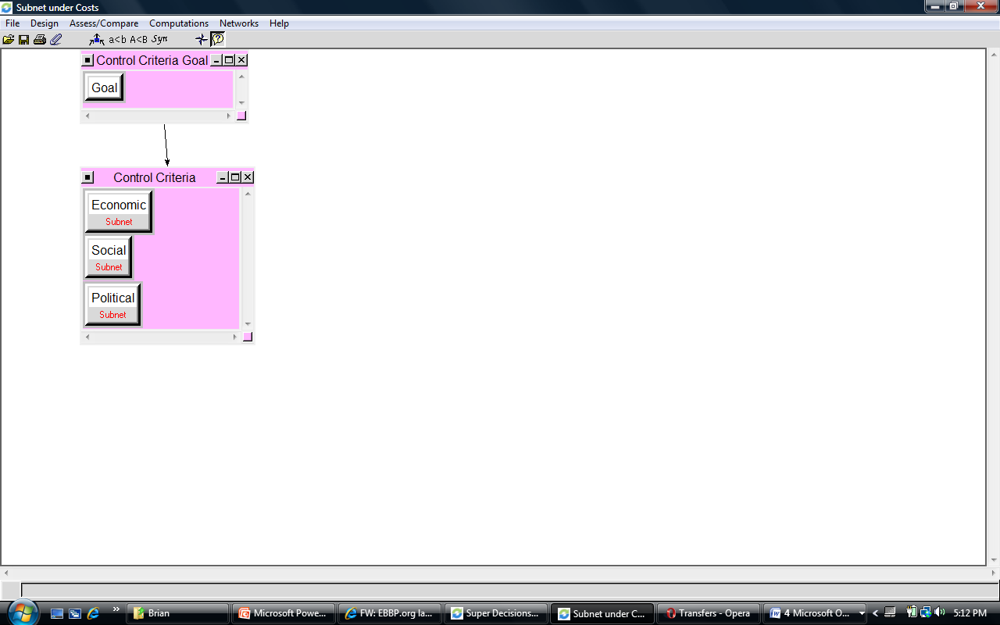 Subnet under Costs
File Design Assess/Compare Computations Networks Help
a<b A<B Syn
Control Criteria Goal
Goal
Control Criteria
Economic
Subnet
Social
Subnet
Political
Subnet
Brian Microsoft Powe... FW: EBBP.org la... Super Decisions... Subnet under C... Transfers - Opera 4 Microsoft O... 5:12 PM